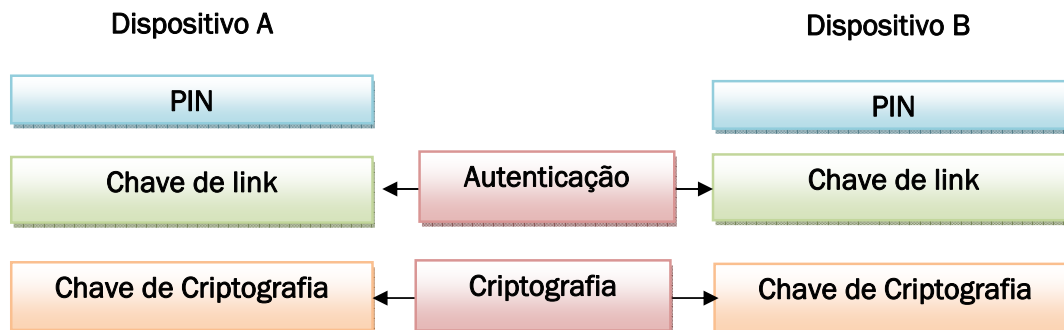 Dispositivo A
Dispositivo B
PIN
PIN
Chave de link
Autenticação
Chave de link
Chave de Criptografia
Criptografia
Chave de Criptografia